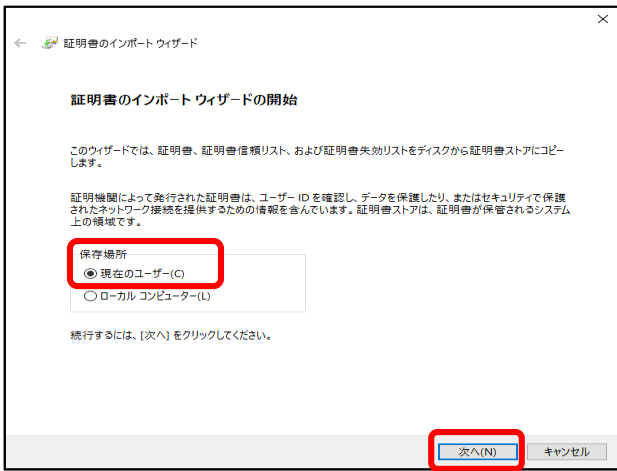 証明書のインポート ウィザード
証明書のインポート ウィザードの開始
このウィザードでは、証明書、証明書信頼リスト、および証明書失効リストをディスクから証明書ストアにコピー
します。
証明機関によって発行された証明書は、ユーザー ID を確認し、データを保護したり、またはセキュリティで保護
されたネットワーク接続を提供するための情報を含んでいます。証明書ストアは、証明書が保管されるシステム
上の領域です。
保存場所
現在のユーザー(C)
ローカル コンピューター(L)
続行するには、[次へ] をクリックしてください。
次へ(N) キャンセル